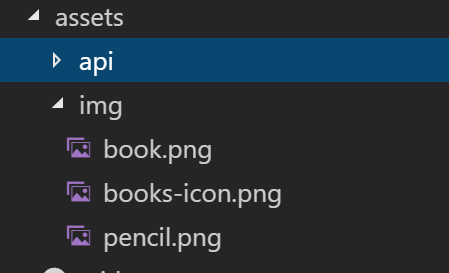 assets
api
img
book.png
books-icon.png
pencil.png